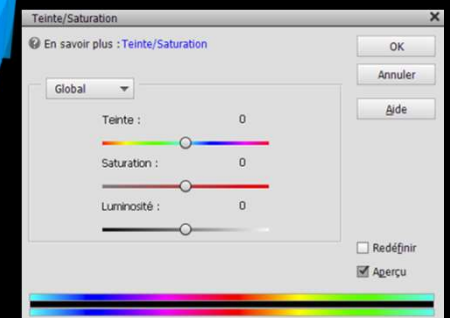 Teinte/Saturation
En savoir plus : Teinte/Saturation
OK
Annuler
Aide
Global
Teinte : 0
Saturation : 0
Luminosité : 0
Redéfinir
Aperçu